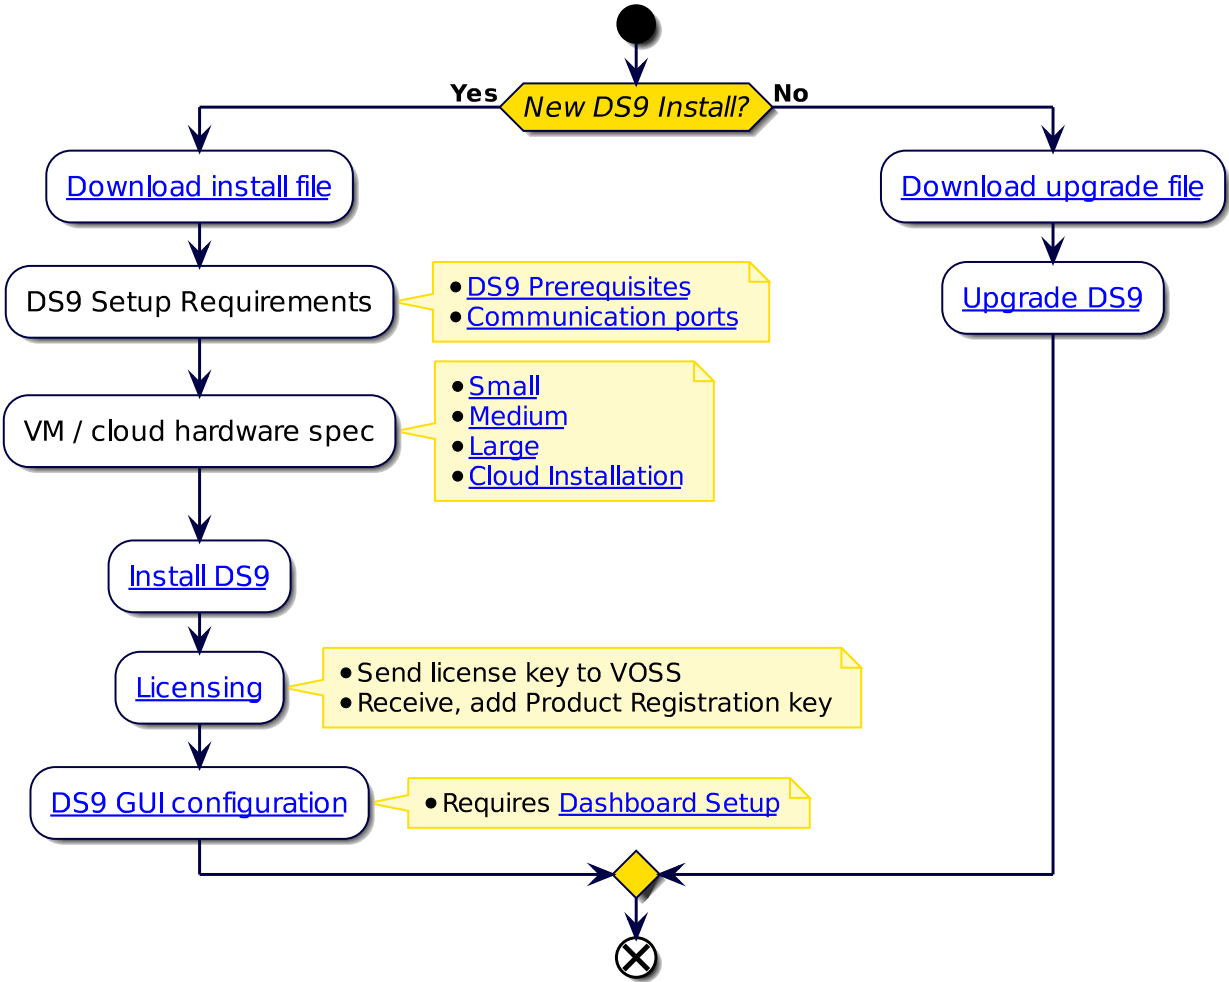 New DS9 Install?
Yes
No
Download install file
Download upgrade file
DS9 Setup Requirements
• DS9 Prerequisites
• Communication ports
Upgrade DS9
VM / cloud hardware spec
• Small
• Medium
• Large
• Cloud Installation
Install DS9
Licensing
• Send license key to VOSS
• Receive, add Product Registration key
DS9 GUI configuration
• Requires Dashboard Setup